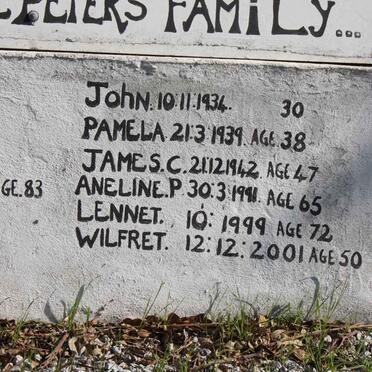 PETERS FAMILY...
JOhN. 10:11:1934. 30
PAMELA. 21:3:1939. AGE.38
JAMES.C. 21:12:1942. AGE 47
GE.83 ANELINE.P. 30:3:1991. AGE 65
LENNET. 10: 1999 AGE 72
WILFRET. 12:12:2001 AGE 50